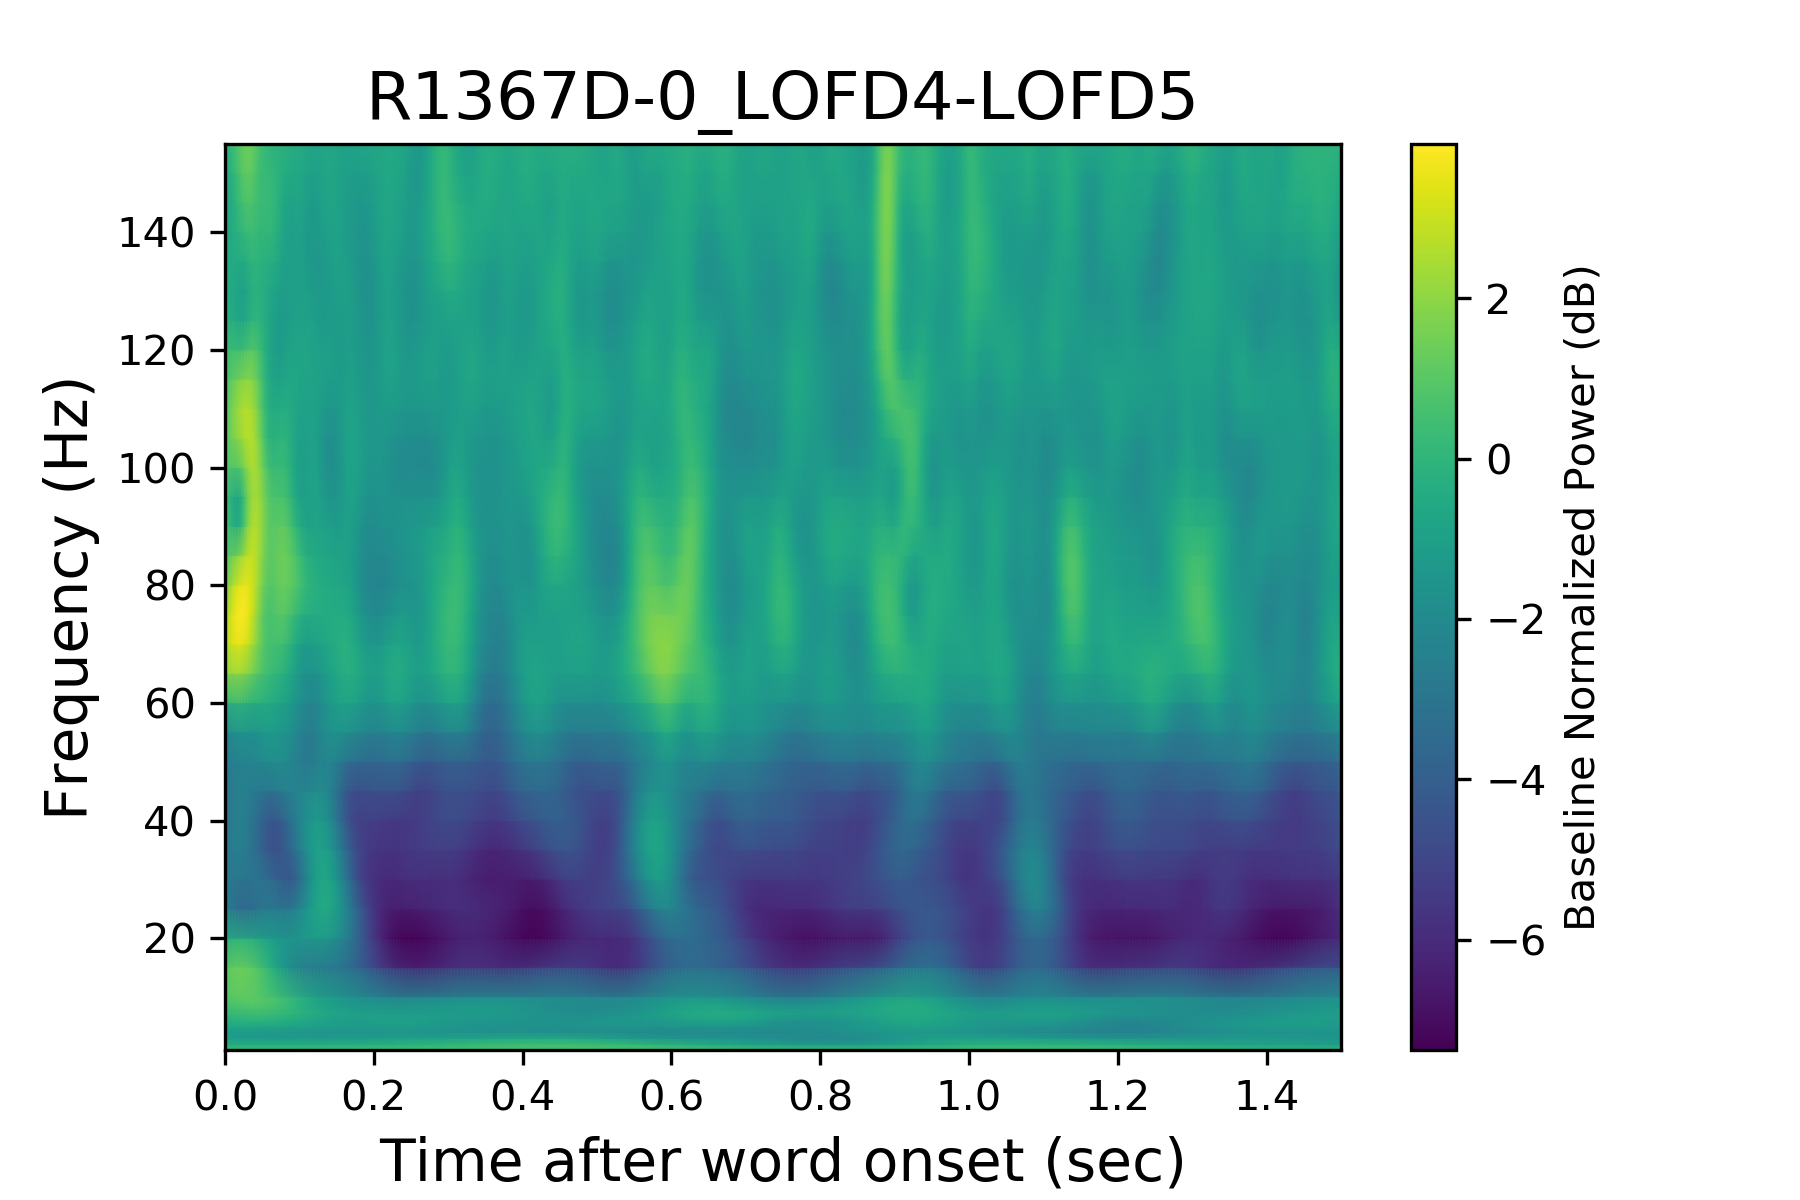 R1367D-0_LOFD4-LOFD5
Frequency (Hz)
140
120
100
80
60
40
20
0.0 0.2 0.4 0.6 0.8 1.0 1.2 1.4
Time after word onset (sec)
2
0
−2
−4
−6
Baseline Normalized Power (dB)